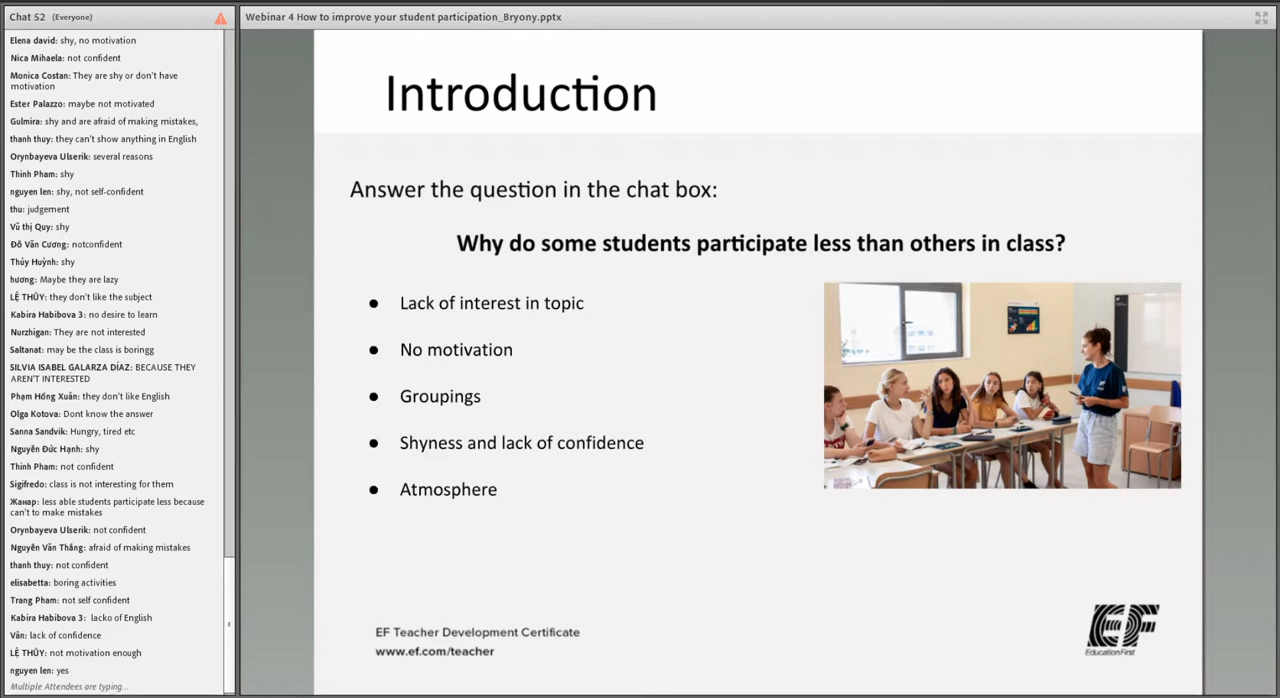 Chat 52 (Everyone)
Elena david: shy, no motivation
Nica Mihaela: not confident
Monica Costan: They are shy or don't have
motivation
Ester Palazzo: maybe not motivated
Gulmira: shy and are afraid of making mistakes,
thanh thuy: they can't show anything in English
Orynbayeva Ulserik: several reasons
Thinh Pham: shy
nguyen len: shy, not self-confident
thu: judgement
Vũ thị Quy: shy
Đỗ Văn Cương: notconfident
Thúy Huỳnh: shy
hương: Maybe they are lazy
LỆ THỦY: they don't like the subject
Kabira Habibova 3: no desire to learn
Nurzhigan: They are not interested
Saltanat: may be the class is boringg
SILVIA ISABEL GALARZA DÍAZ: BECAUSE THEY
AREN'T INTERESTED
Phạm Hồng Xuân: they don't like English
Olga Kotova: Dont know the answer
Sanna Sandvik: Hungry, tired etc
Nguyễn Đức Hạnh: shy
Thinh Pham: not confident
Sigifredo: class is not interesting for them
Жанар: less able students participate less because
can't to make mistakes
Orynbayeva Ulserik: not confident
Nguyễn Văn Thắng: afraid of making mistakes
thanh thuy: not confident
elisabetta: boring activities
Trang Pham: not self confident
Kabira Habibova 3: lacko of English
Vân: lack of confidence
LỆ THỦY: not motivation enough
nguyen len: yes
Multiple Attendees are typing...
Webinar 4 How to improve your student participation_Bryony.pptx
Introduction
Answer the question in the chat box:
Why do some students participate less than others in class?
● Lack of interest in topic
● No motivation
● Groupings
● Shyness and lack of confidence
● Atmosphere
EF Teacher Development Certificate
www.ef.com/teacher
EF
Education First